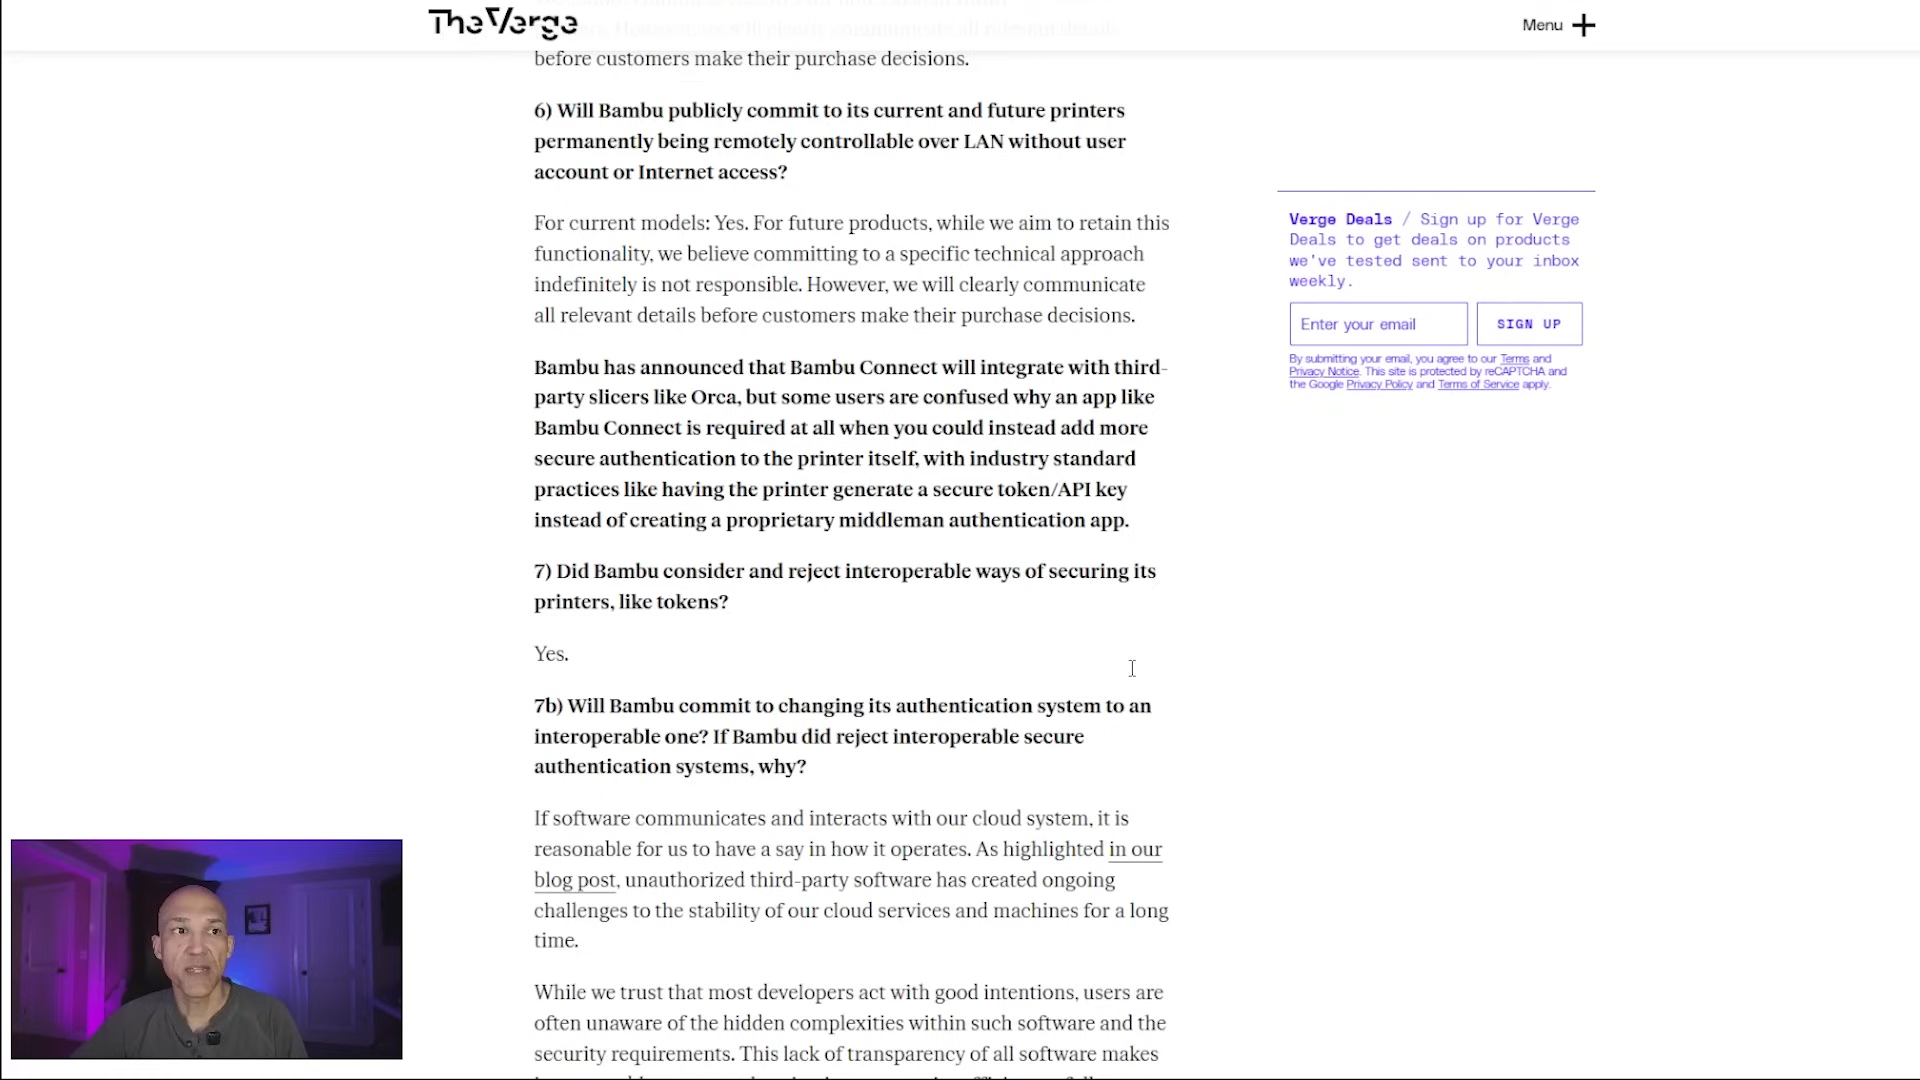 The Verge
Menu
before customers make their purchase decisions.
6) Will Bambu publicly commit to its current and future printers
permanently being remotely controllable over LAN without user
account or Internet access?
For current models: Yes. For future products, while we aim to retain this
functionality, we believe committing to a specific technical approach
indefinitely is not responsible. However, we will clearly communicate
all relevant details before customers make their purchase decisions.
Bambu has announced that Bambu Connect will integrate with third-
party slicers like Orca, but some users are confused why an app like
Bambu Connect is required at all when you could instead add more
secure authentication to the printer itself, with industry standard
practices like having the printer generate a secure token/API key
instead of creating a proprietary middleman authentication app.
7) Did Bambu consider and reject interoperable ways of securing its
printers, like tokens?
Yes.
7b) Will Bambu commit to changing its authentication system to an
interoperable one? If Bambu did reject interoperable secure
authentication systems, why?
If software communicates and interacts with our cloud system, it is
reasonable for us to have a say in how it operates. As highlighted in our
blog post, unauthorized third-party software has created ongoing
challenges to the stability of our cloud services and machines for a long
time.
While we trust that most developers act with good intentions, users are
often unaware of the hidden complexities within such software and the
security requirements. This lack of transparency of all software makes
Verge Deals / Sign up for Verge
Deals to get deals on products
we've tested sent to your inbox
weekly.
Enter your email
SIGN UP
By submitting your email, you agree to our Terms and
Privacy Notice. This site is protected by reCAPTCHA and
the Google Privacy Policy and Terms of Service apply.